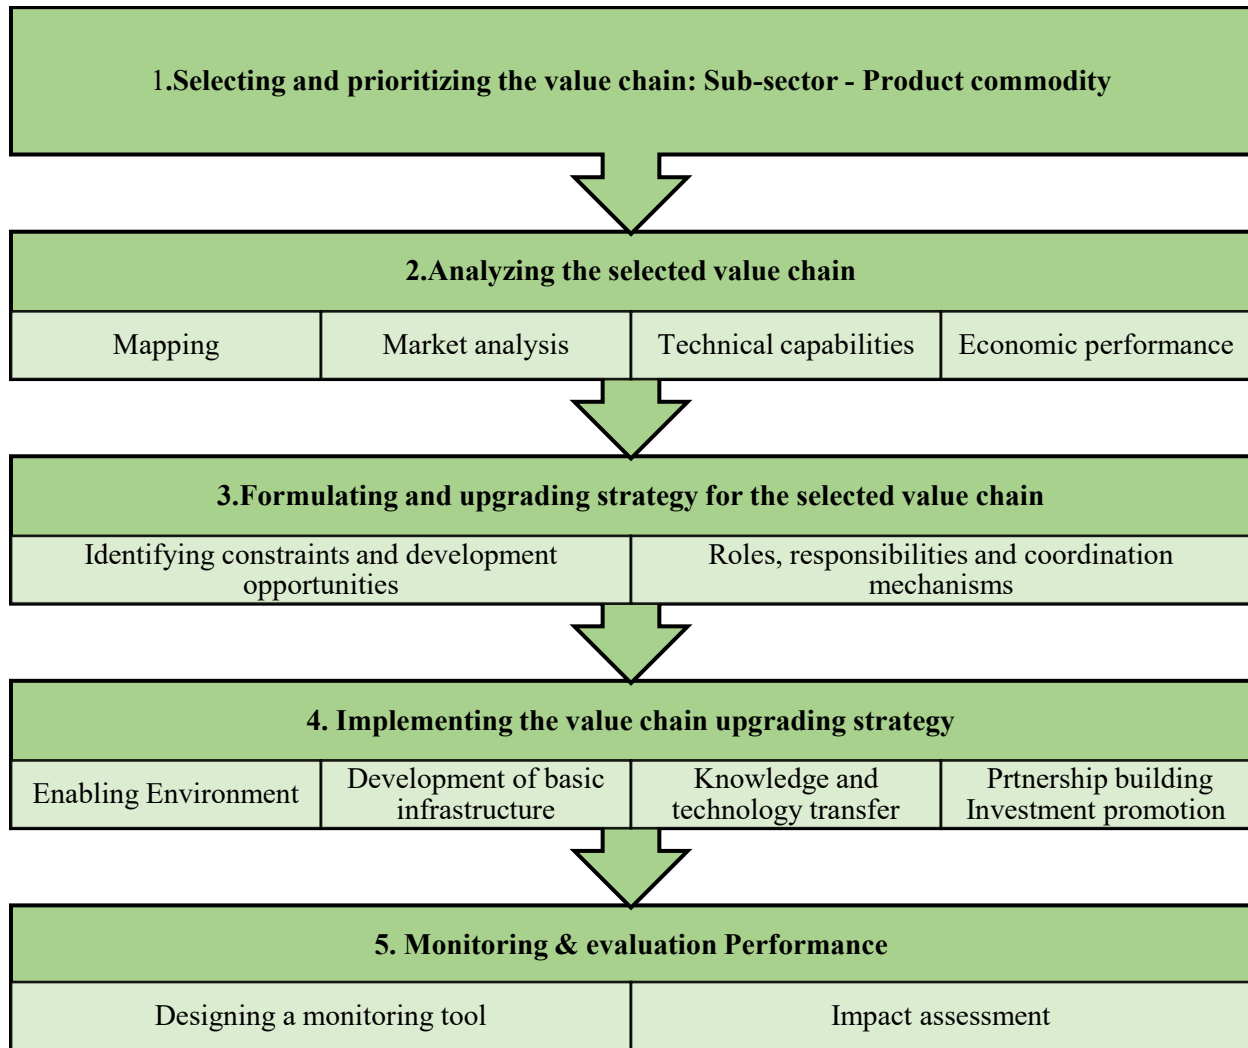 1.Selecting and prioritizing the value chain: Sub-sector - Product commodity
2.Analyzing the selected value chain
Mapping
Market analysis
Technical capabilities
Economic performance
3.Formulating and upgrading strategy for the selected value chain
Identifying constraints and development
opportunities
Roles, responsibilities and coordination
mechanisms
4. Implementing the value chain upgrading strategy
Enabling Environment
Development of basic
infrastructure
Knowledge and
technology transfer
Prtnership building
Investment promotion
5. Monitoring & evaluation Performance
Designing a monitoring tool
Impact assessment